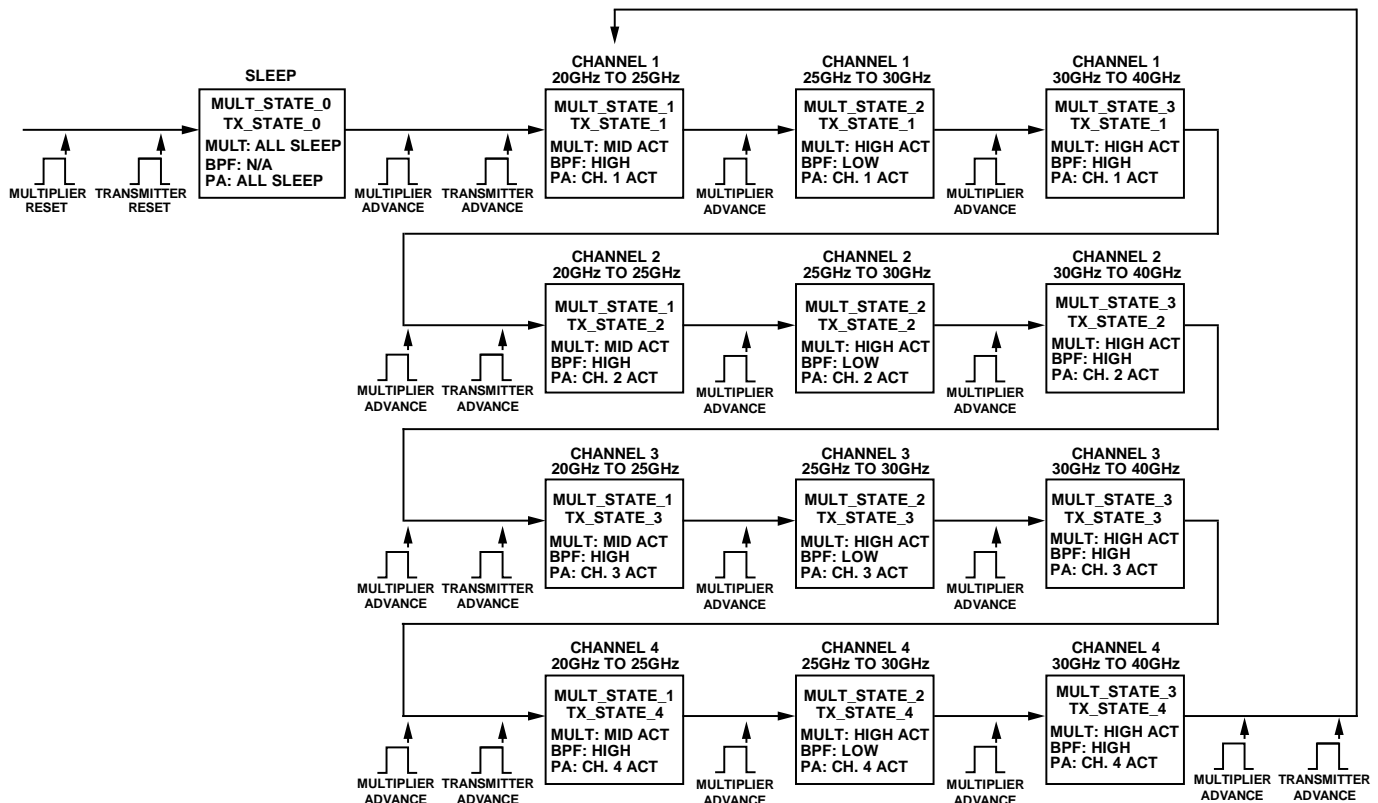 SLEEP
MULT_STATE_0
TX_STATE_0
MULT: ALL SLEEP
BPF: N/A
PA: ALL SLEEP
MULTIPLIER
RESET
TRANSMITTER
RESET
MULTIPLIER
ADVANCE
TRANSMITTER
ADVANCE
CHANNEL 1
20GHz TO 25GHz
MULT_STATE_1
TX_STATE_1
MULT: MID ACT
BPF: HIGH
PA: CH. 1 ACT
MULTIPLIER
ADVANCE
CHANNEL 1
25GHz TO 30GHz
MULT_STATE_2
TX_STATE_1
MULT: HIGH ACT
BPF: LOW
PA: CH. 1 ACT
MULTIPLIER
ADVANCE
CHANNEL 1
30GHz TO 40GHz
MULT_STATE_3
TX_STATE_1
MULT: HIGH ACT
BPF: HIGH
PA: CH. 1 ACT
MULTIPLIER
ADVANCE
TRANSMITTER
ADVANCE
CHANNEL 2
20GHz TO 25GHz
MULT_STATE_1
TX_STATE_2
MULT: MID ACT
BPF: HIGH
PA: CH. 2 ACT
MULTIPLIER
ADVANCE
CHANNEL 2
25GHz TO 30GHz
MULT_STATE_2
TX_STATE_2
MULT: HIGH ACT
BPF: LOW
PA: CH. 2 ACT
MULTIPLIER
ADVANCE
CHANNEL 2
30GHz TO 40GHz
MULT_STATE_3
TX_STATE_2
MULT: HIGH ACT
BPF: HIGH
PA: CH. 2 ACT
MULTIPLIER
ADVANCE
TRANSMITTER
ADVANCE
CHANNEL 3
20GHz TO 25GHz
MULT_STATE_1
TX_STATE_3
MULT: MID ACT
BPF: HIGH
PA: CH. 3 ACT
MULTIPLIER
ADVANCE
CHANNEL 3
25GHz TO 30GHz
MULT_STATE_2
TX_STATE_3
MULT: HIGH ACT
BPF: LOW
PA: CH. 3 ACT
MULTIPLIER
ADVANCE
CHANNEL 3
30GHz TO 40GHz
MULT_STATE_3
TX_STATE_3
MULT: HIGH ACT
BPF: HIGH
PA: CH. 3 ACT
MULTIPLIER
ADVANCE
TRANSMITTER
ADVANCE
CHANNEL 4
20GHz TO 25GHz
MULT_STATE_1
TX_STATE_4
MULT: MID ACT
BPF: HIGH
PA: CH. 4 ACT
MULTIPLIER
ADVANCE
CHANNEL 4
25GHz TO 30GHz
MULT_STATE_2
TX_STATE_4
MULT: HIGH ACT
BPF: LOW
PA: CH. 4 ACT
MULTIPLIER
ADVANCE
CHANNEL 4
30GHz TO 40GHz
MULT_STATE_3
TX_STATE_4
MULT: HIGH ACT
BPF: HIGH
PA: CH. 4 ACT
MULTIPLIER
ADVANCE
TRANSMITTER
ADVANCE